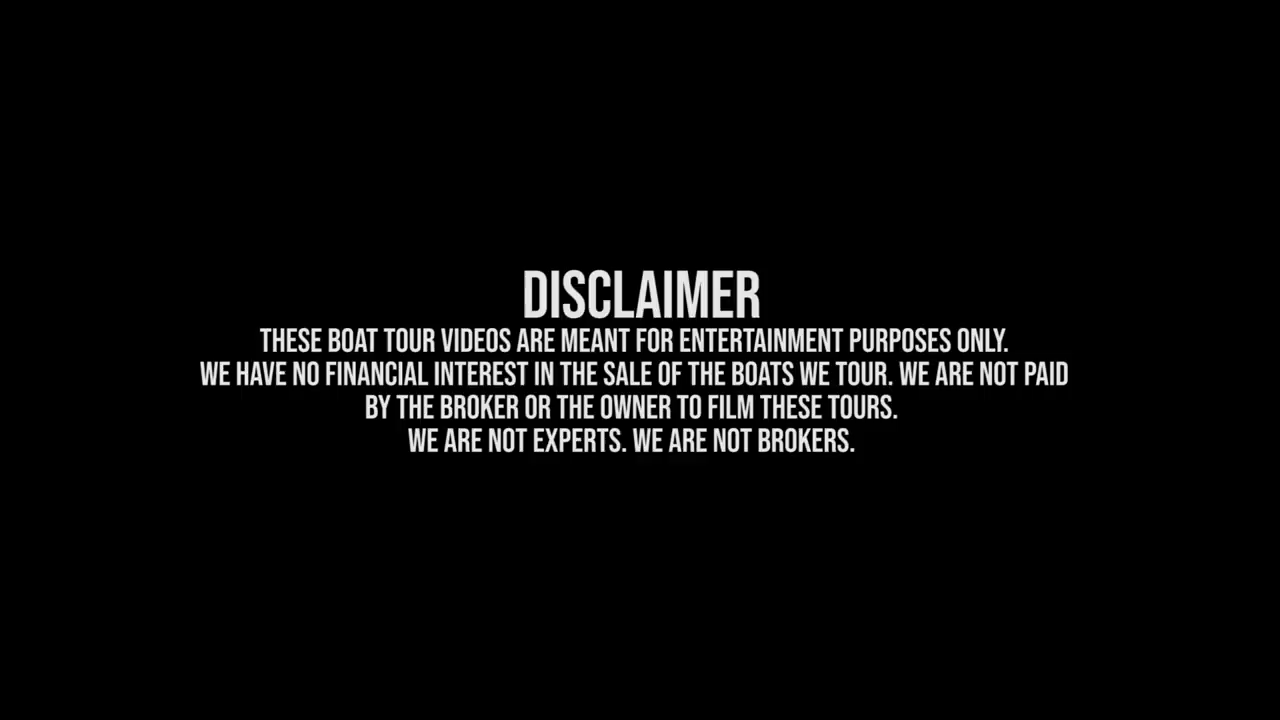 DISCLAIMER
THESE BOAT TOUR VIDEOS ARE MEANT FOR ENTERTAINMENT PURPOSES ONLY.
WE HAVE NO FINANCIAL INTEREST IN THE SALE OF THE BOATS WE TOUR. WE ARE NOT PAID
BY THE BROKER OR THE OWNER TO FILM THESE TOURS.
WE ARE NOT EXPERTS. WE ARE NOT BROKERS.